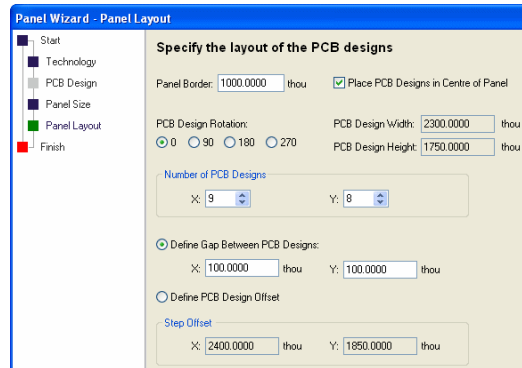 Panel Wizard - Panel Layout
Start
Technology
PCB Design
Panel Size
Panel Layout
Finish
Specify the layout of the PCB designs
Panel Border: 1000.0000 thou Place PCB Designs in Centre of Panel
PCB Design Rotation: PCB Design Width: 2300.0000 thou
0 90 180 270 PCB Design Height: 1750.0000 thou
Number of PCB Designs
X: 9 Y: 8
Define Gap Between PCB Designs:
X: 100.0000 thou Y: 100.0000 thou
Define PCB Design Offset
Step Offset
X: 2400.0000 thou Y: 1850.0000 thou